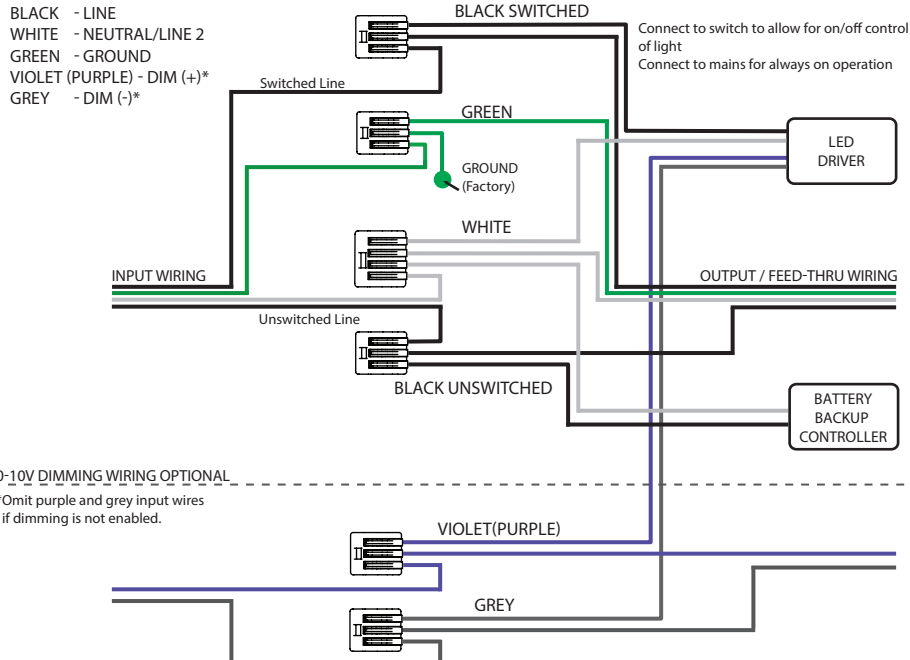 BLACK - LINE
WHITE - NEUTRAL/LINE 2
GREEN - GROUND
VIOLET (PURPLE) - DIM (+)*
GREY - DIM (-)*
BLACK SWITCHED
Connect to switch to allow for on/off control
of light
Connect to mains for always on operation
Switched Line
GREEN
LED
DRIVER
GROUND
(Factory)
WHITE
INPUT WIRING
OUTPUT / FEED-THRU WIRING
Unswitched Line
BLACK UNSWITCHED
BATTERY
BACKUP
CONTROLLER
0-10V DIMMING WIRING OPTIONAL
*Omit purple and grey input wires
if dimming is not enabled.
VIOLET(PURPLE)
GREY